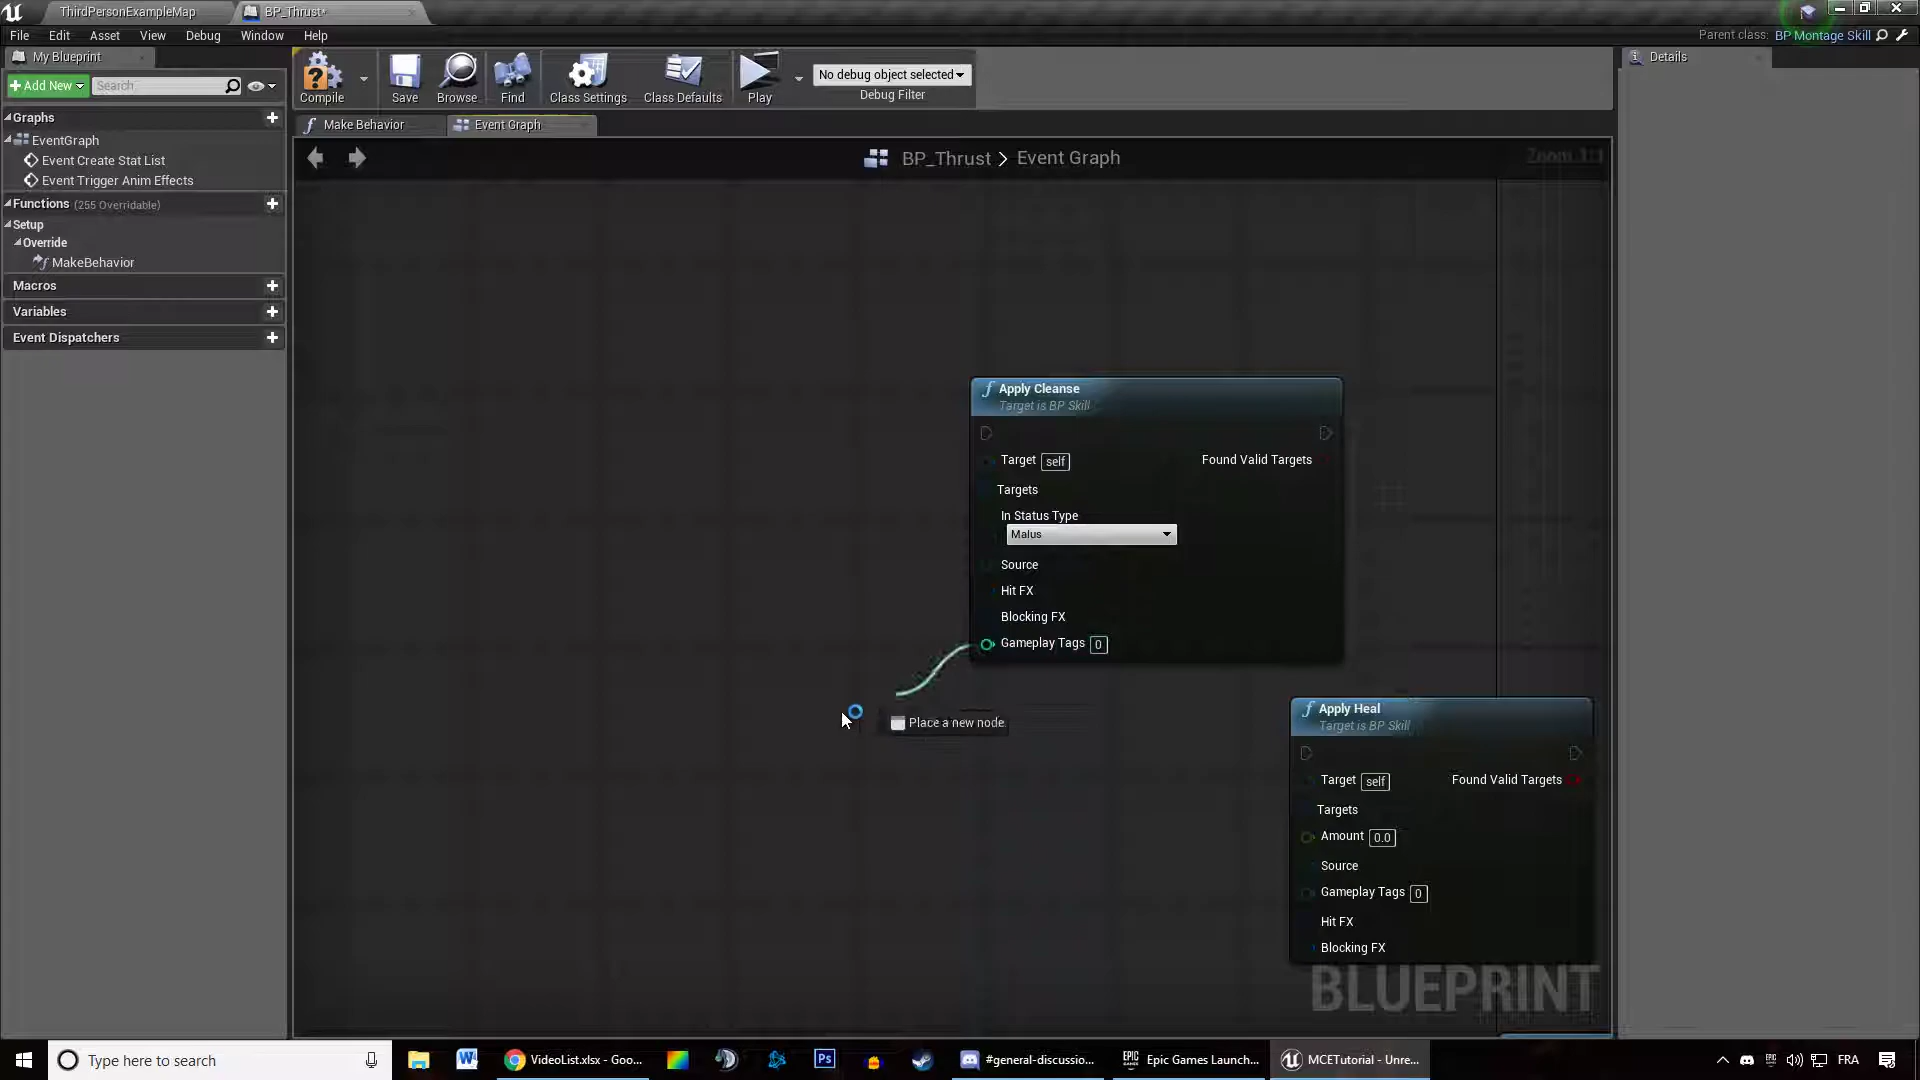 ThirdPersonExampleMap
BP_Thrust*
File Edit Asset View Debug Window Help
Parent class: BP Montage Skill
My Blueprint
Add New
Search
Graphs
EventGraph
Event Create Stat List
Event Trigger Anim Effects
Functions (255 Overridable)
Setup
Override
MakeBehavior
Macros
Variables
Event Dispatchers
Compile
Save
Browse
Find
Class Settings
Class Defaults
Play
No debug object selected
Debug Filter
Details
Make Behavior
Event Graph
BP_Thrust > Event Graph
Zoom 1:1
Apply Cleanse
Target is BP Skill
Target self
Found Valid Targets
Targets
In Status Type
Malus
Source
Hit FX
Blocking FX
Gameplay Tags 0
Place a new node.
Apply Heal
Target is BP Skill
Target self
Found Valid Targets
Targets
Amount 0.0
Source
Gameplay Tags 0
Hit FX
Blocking FX
BLUEPRINT
Type here to search
VideoList.xlsx - Goo...
#general-discussio...
Epic Games Launch...
MCETutorial - Unre...
FRA